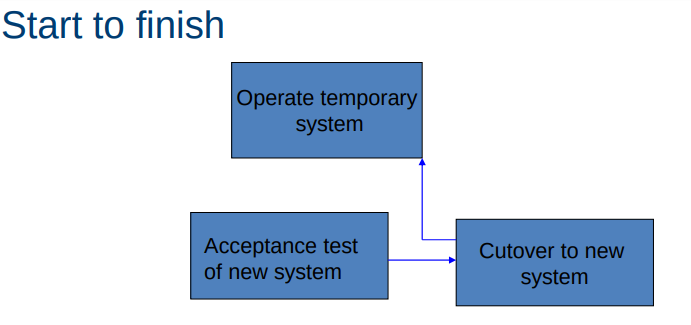 Start to finish
Operate temporary
system
Acceptance test
of new system
Cutover to new
system